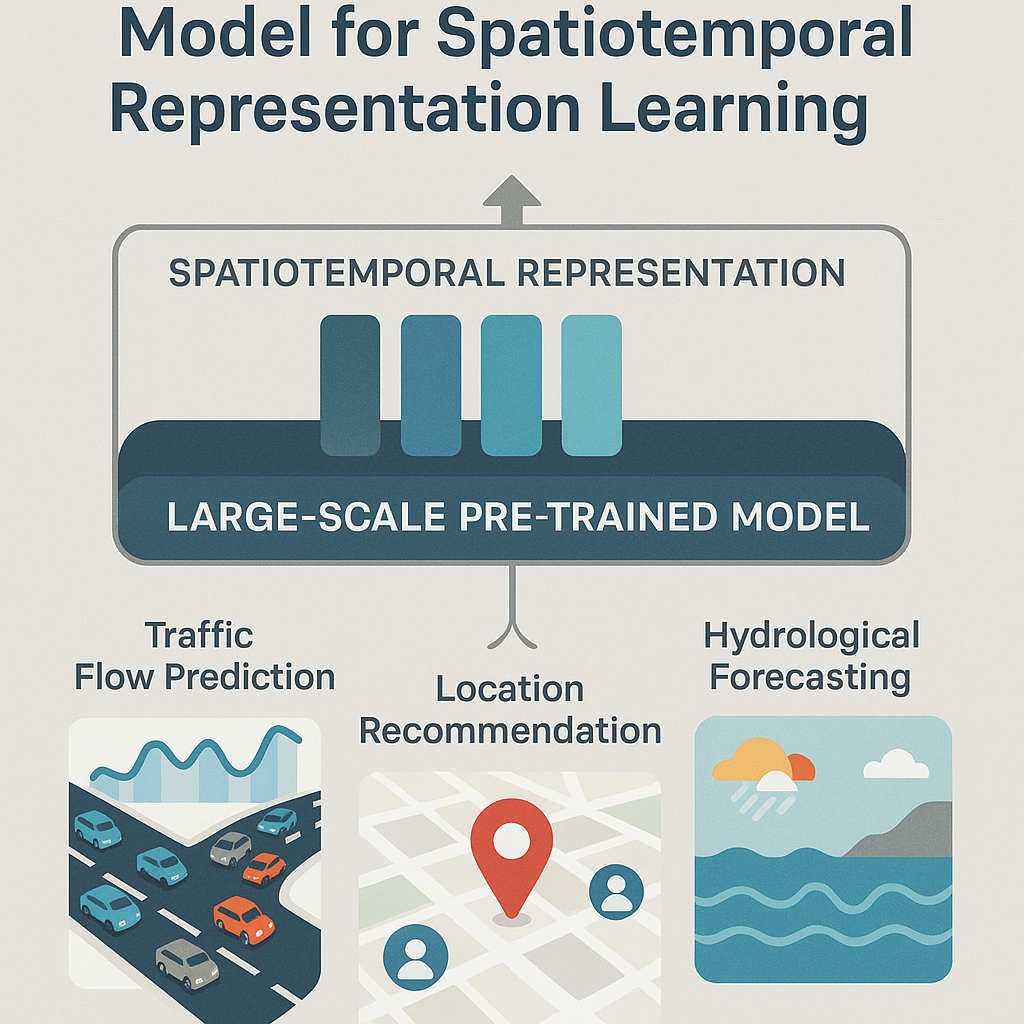 Model for Spatiotemporal
Representation Learning
SPATIOTEMPORAL REPRESENTATION
LARGE-SCALE PRE-TRAINED MODEL
Traffic
Flow Prediction
Location
Recommendation
Hydrological
Forecasting